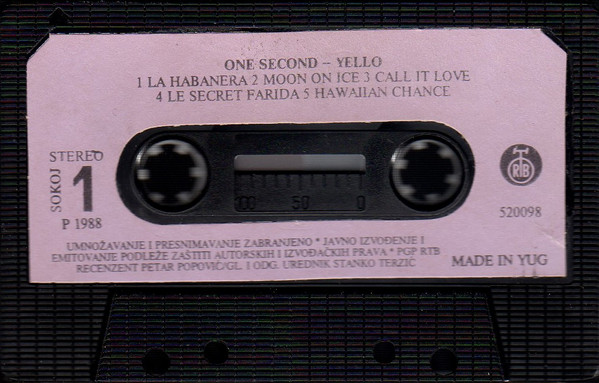 ONE SECOND – YELLO
1 LA HABANERA 2 MOON ON ICE 3 CALL IT LOVE
4 LE SECRET FARIDA 5 HAWAIIAN CHANCE
STEREO
SOKOJ
1
P 1988
100 50 0
RTB
520098
UMNOŽAVANJE I PRESNIMAVANJE ZABRANJENO * JAVNO IZVOĐENJE I
EMITOVANJE PODLEŽE ZAŠTITI AUTORSKIH I IZVOĐAČKIH PRAVA * PGP RTB
RECENZENT PETAR POPOVIĆ/GL. I ODG. UREDNIK STANKO TERZIĆ
MADE IN YUG